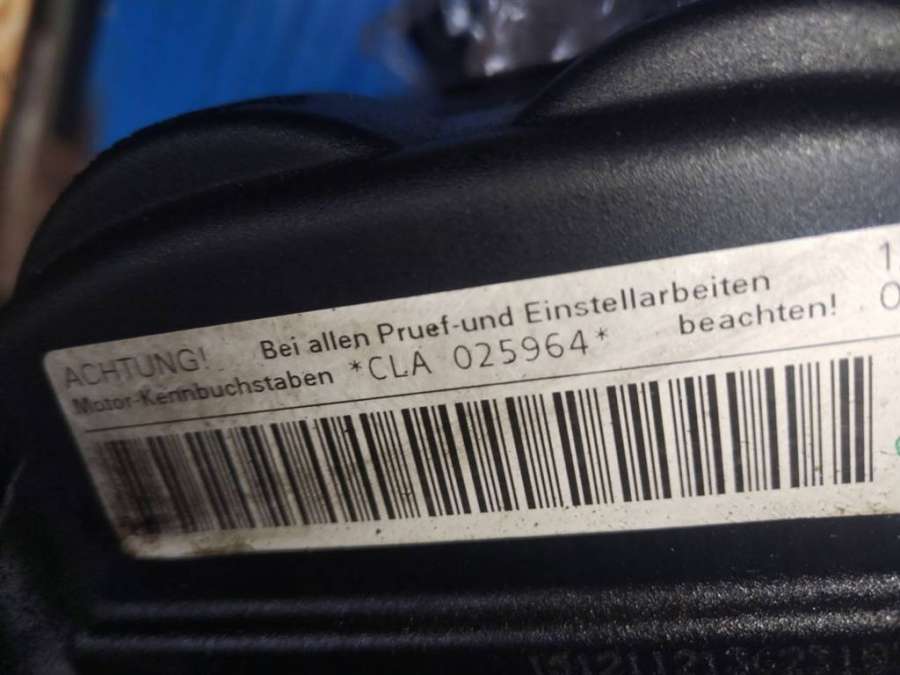 ACHTUNG! Bei allen Pruef-und Einstellarbeiten
Motor-Kennbuchstaben *CLA 025964* beachten!